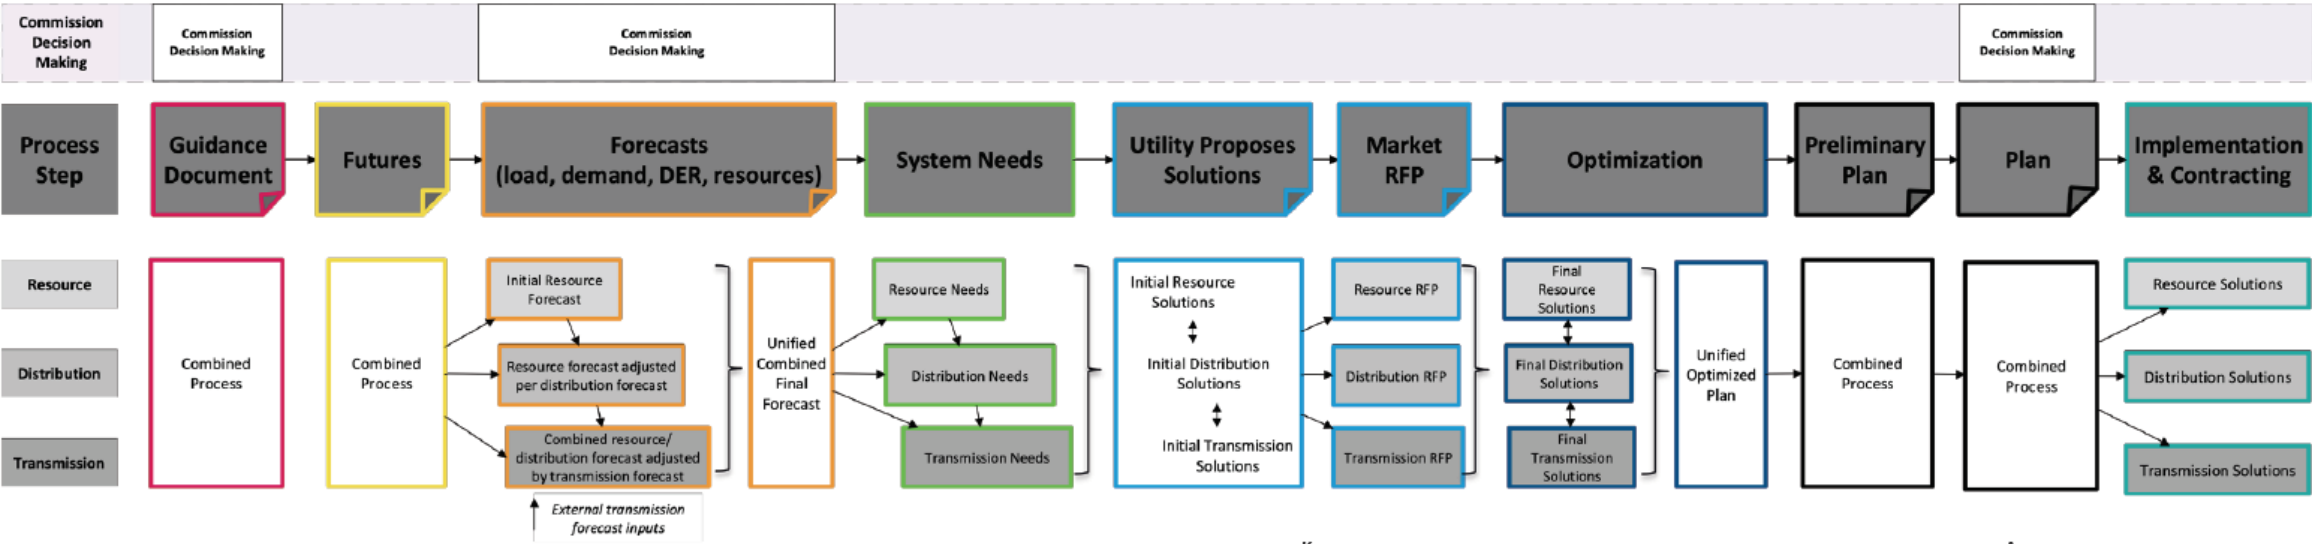 Commission
Decision
Making
Commission
Decision Making
Commission
Decision Making
Commission
Decision Making
Process
Step
Guidance
Document
Futures
Forecasts
(load, demand, DER, resources)
System Needs
Utility Proposes
Solutions
Market
RFP
Optimization
Preliminary
Plan
Plan
Implementation
& Contracting
Resource
Distribution
Transmission
Combined
Process
Combined
Process
Initial Resource
Forecast
Resource forecast adjusted
per distribution forecast
Combined resource/
distribution forecast adjusted
by transmission forecast
External transmission
forecast inputs
Unified
Combined
Final
Forecast
Resource Needs
Distribution Needs
Transmission Needs
Initial Resource
Solutions
Initial Distribution
Solutions
Initial Transmission
Solutions
Resource RFP
Distribution RFP
Transmission RFP
Final
Resource
Solutions
Final Distribution
Solutions
Final
Transmission
Solutions
Unified
Optimized
Plan
Combined
Process
Combined
Process
Resource Solutions
Distribution Solutions
Transmission Solutions